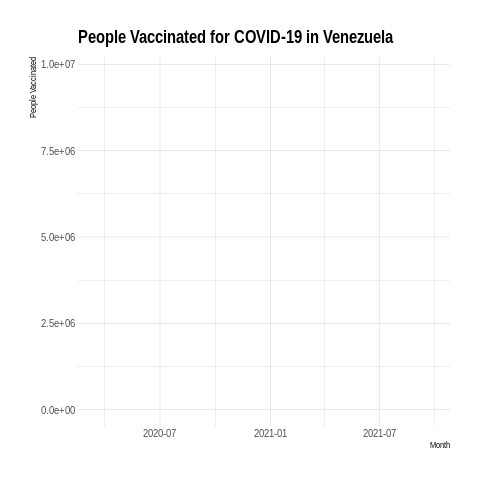 People Vaccinated for COVID-19 in Venezuela
People Vaccinated
1.0e+07
7.5e+06
5.0e+06
2.5e+06
0.0e+00
2020-07 2021-01 2021-07
Month